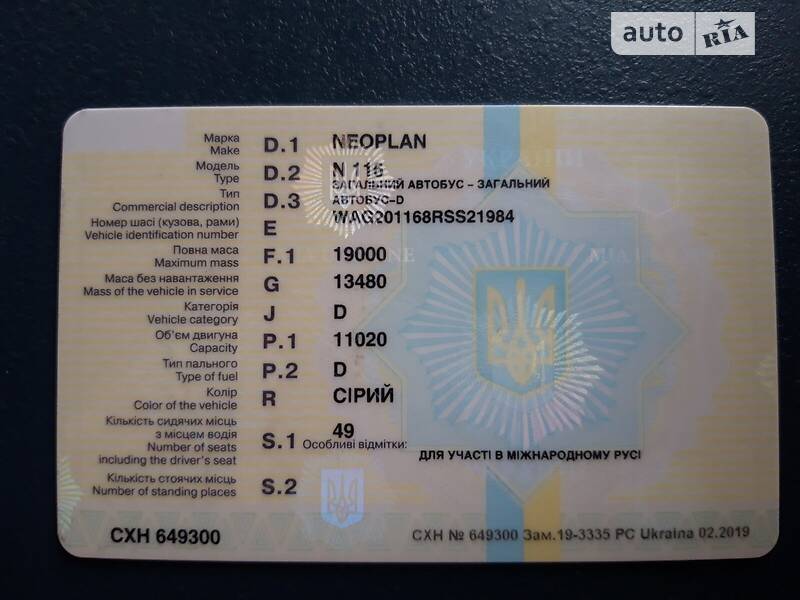 auto RIA
Марка
Make D.1 NEOPLAN
Модель
Type D.2 N 116
ЗАГАЛЬНИЙ АВТОБУС - ЗАГАЛЬНИЙ
Тип
Commercial description D.3 АВТОБУС-D
Номер шасі (кузова, рами)
Vehicle identification number E WAG201168RSS21984
Повна маса
Maximum mass F.1 19000
Маса без навантаження
Mass of the vehicle in service G 13480
Категорія
Vehicle category J D
Об'єм двигуна
Capacity P.1 11020
Тип пального
Type of fuel P.2 D
Колір
Color of the vehicle R СІРИЙ
Кількість сидячих місць
з місцем водія
Number of seats
including the driver's seat S.1 49
Особливі відмітки:
ДЛЯ УЧАСТІ В МІЖНАРОДНОМУ РУСІ
Кількість стоячих місць
Number of standing places S.2
СХН 649300
СХН № 649300 Зам.19-3335 РС Ukraina 02.2019